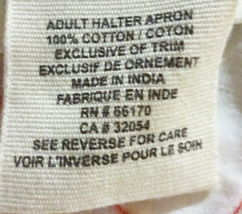 ADULT HALTER APRON
100% COTTON / COTON
EXCLUSIVE OF TRIM
EXCLUSIF DE ORNEMENT
MADE IN INDIA
FABRIQUE EN INDE
RN # 66170
CA # 32054
SEE REVERSE FOR CARE
VOIR L'INVERSE POUR LE SOIN